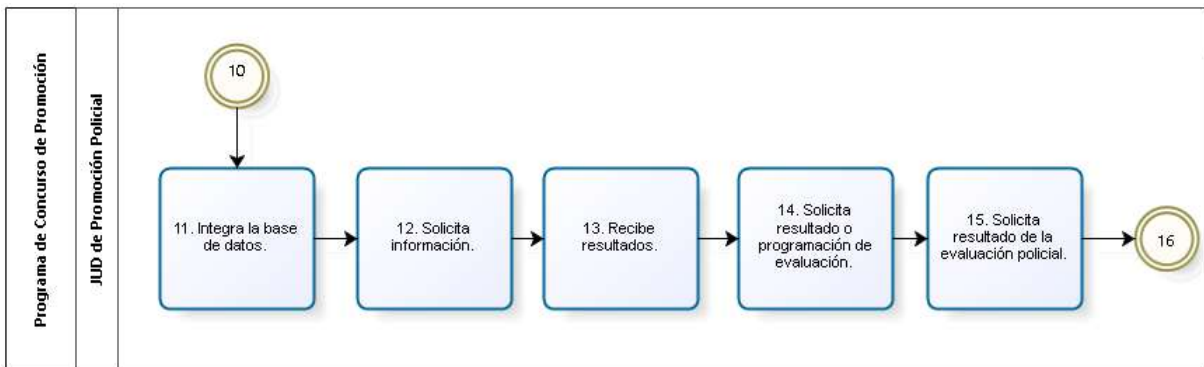 Programa de Concurso de Promoción
JUD de Promoción Policial
10
11. Integra la base
de datos.
12. Solicita
información.
13. Recibe
resultados.
14. Solicita
resultado o
programación de
evaluación.
15. Solicita
resultado de la
evaluación policial.
16